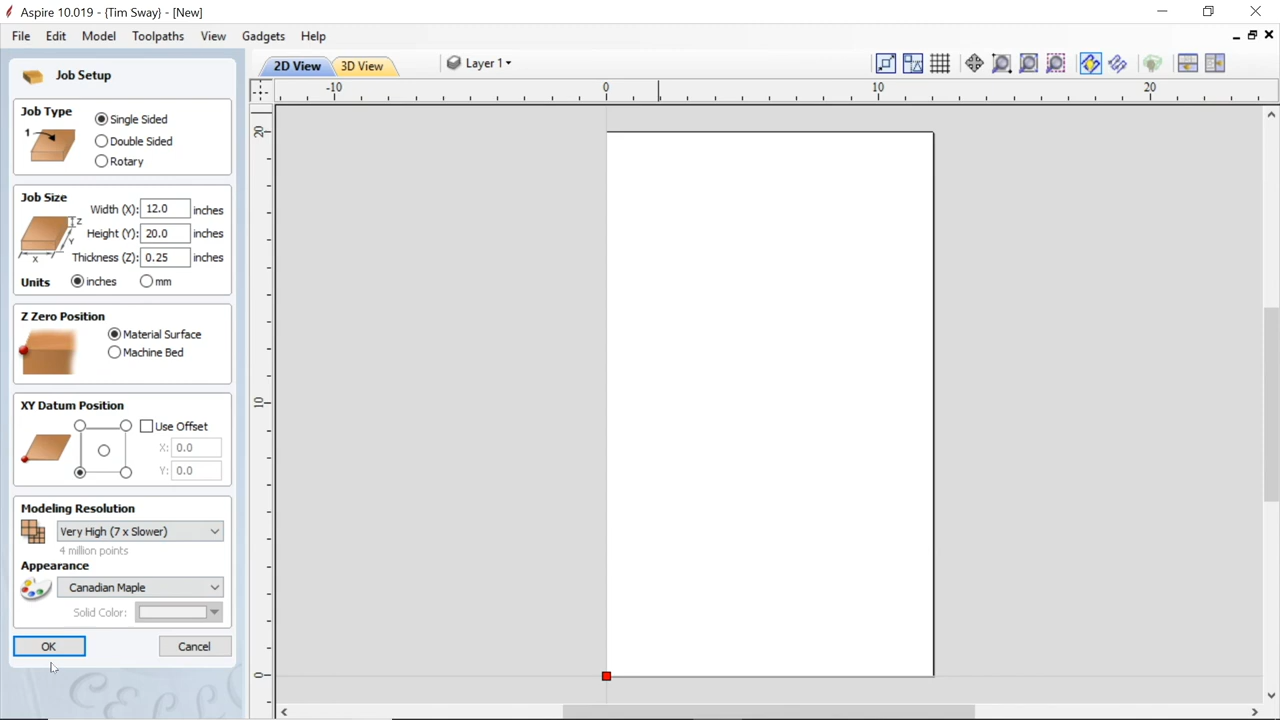 Aspire 10.019 - {Tim Sway} - [New]
File Edit Model Toolpaths View Gadgets Help
Job Setup
2D View 3D View Layer 1
-10 0 10 20
20
10
0
Job Type
1
Single Sided
Double Sided
Rotary
Job Size
Width (X): 12.0 inches
Height (Y): 20.0 inches
Thickness (Z): 0.25 inches
Z
Y
X
Units inches mm
Z Zero Position
Material Surface
Machine Bed
XY Datum Position
Use Offset
X: 0.0
Y: 0.0
Modeling Resolution
Very High (7 x Slower)
4 million points
Appearance
Canadian Maple
Solid Color:
OK Cancel